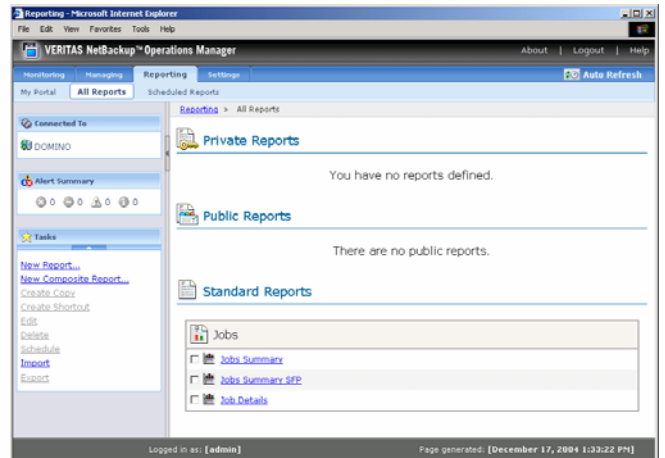 Reporting - Microsoft Internet Explorer
File Edit View Favorites Tools Help
VERITAS NetBackup™ Operations Manager
About | Logout | Help
Monitoring Managing Reporting Settings
Auto Refresh
My Portal All Reports Scheduled Reports
Reporting > All Reports
Connected To
DOMINO
Alert Summary
0 0 0 0
Tasks
New Report...
New Composite Report...
Create Copy
Create Shortcut
Edit
Delete
Schedule
Import
Export
Private Reports
You have no reports defined.
Public Reports
There are no public reports.
Standard Reports
Jobs
Jobs Summary
Jobs Summary SFP
Job Details
Logged in as: [admin]
Page generated: [December 17, 2004 1:33:22 PM]